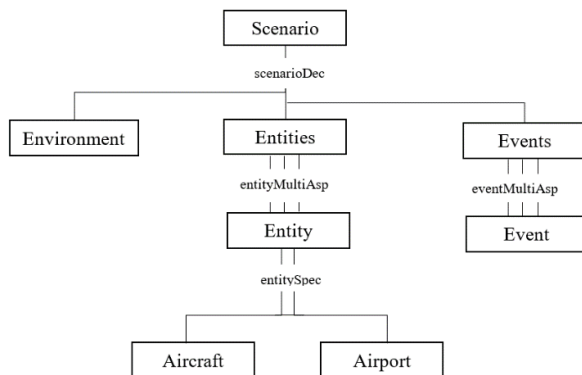 Scenario
scenarioDec
Environment
Entities
Events
entityMultiAsp
eventMultiAsp
Entity
Event
entitySpec
Aircraft
Airport